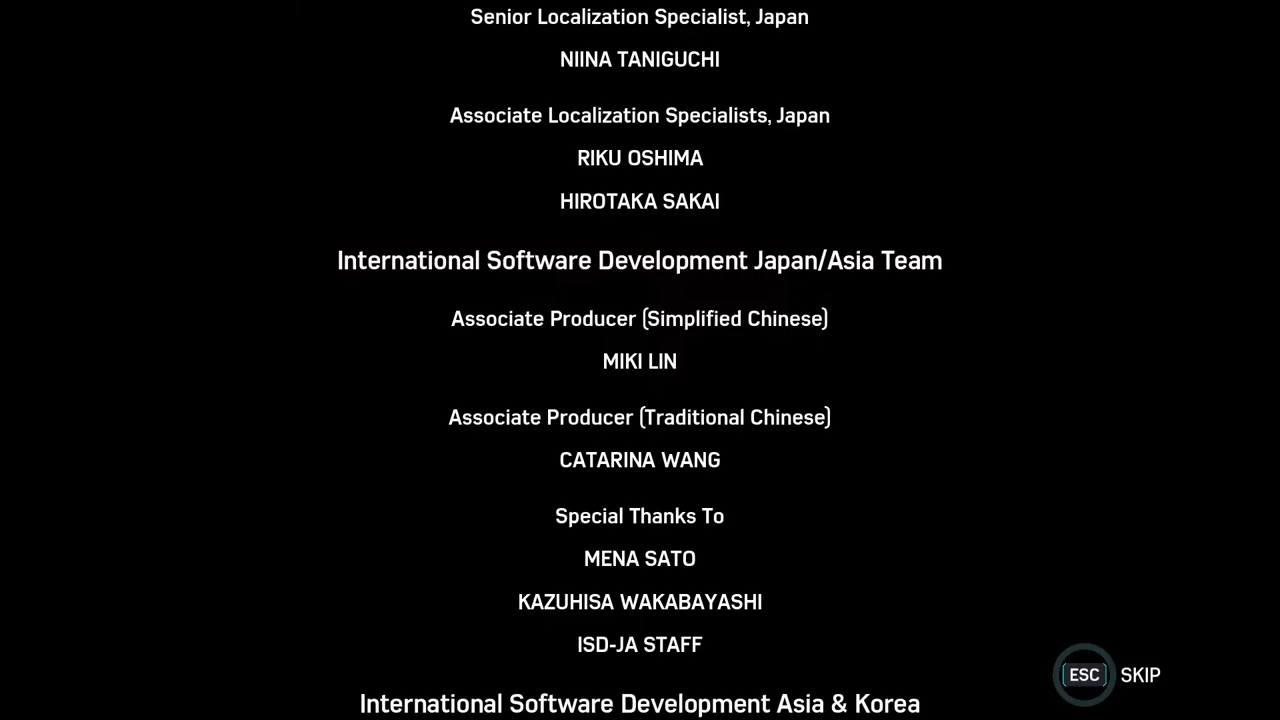 Senior Localization Specialist, Japan
NIINA TANIGUCHI
Associate Localization Specialists, Japan
RIKU OSHIMA
HIROTAKA SAKAI
International Software Development Japan/Asia Team
Associate Producer (Simplified Chinese)
MIKI LIN
Associate Producer (Traditional Chinese)
CATARINA WANG
Special Thanks To
MENA SATO
KAZUHISA WAKABAYASHI
ISD-JA STAFF
ESC SKIP
International Software Development Asia & Korea